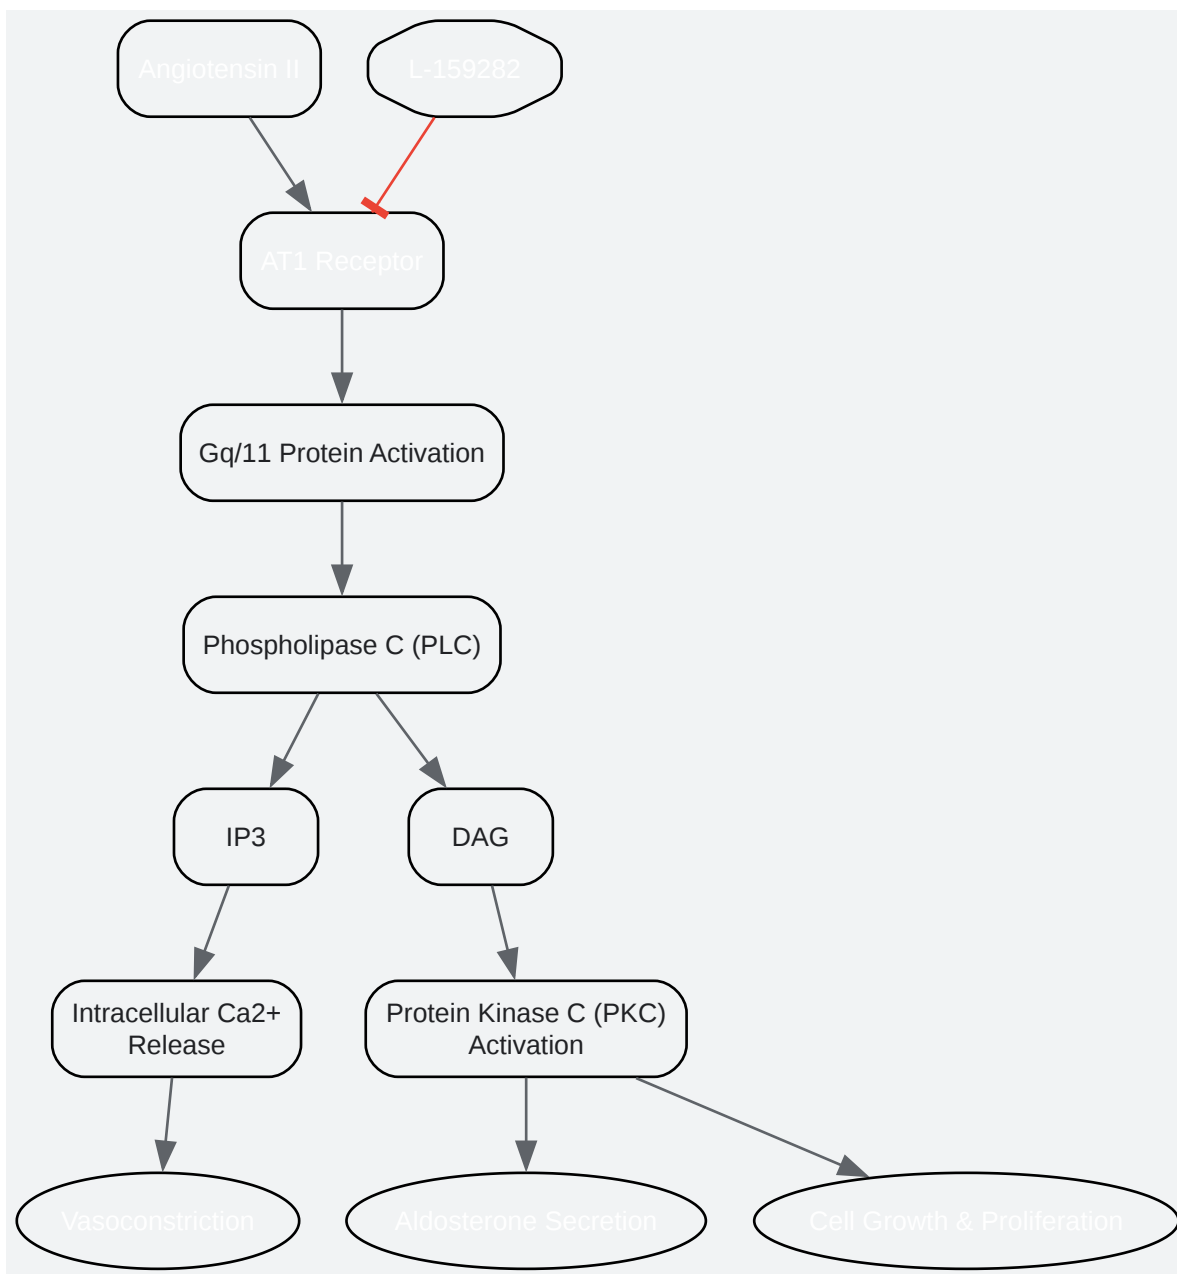 Angiotensin II
L-159282
AT1 Receptor
Gq/11 Protein Activation
Phospholipase C (PLC)
IP3
DAG
Intracellular Ca2+
Release
Protein Kinase C (PKC)
Activation
Vasoconstriction
Aldosterone Secretion
Cell Growth & Proliferation